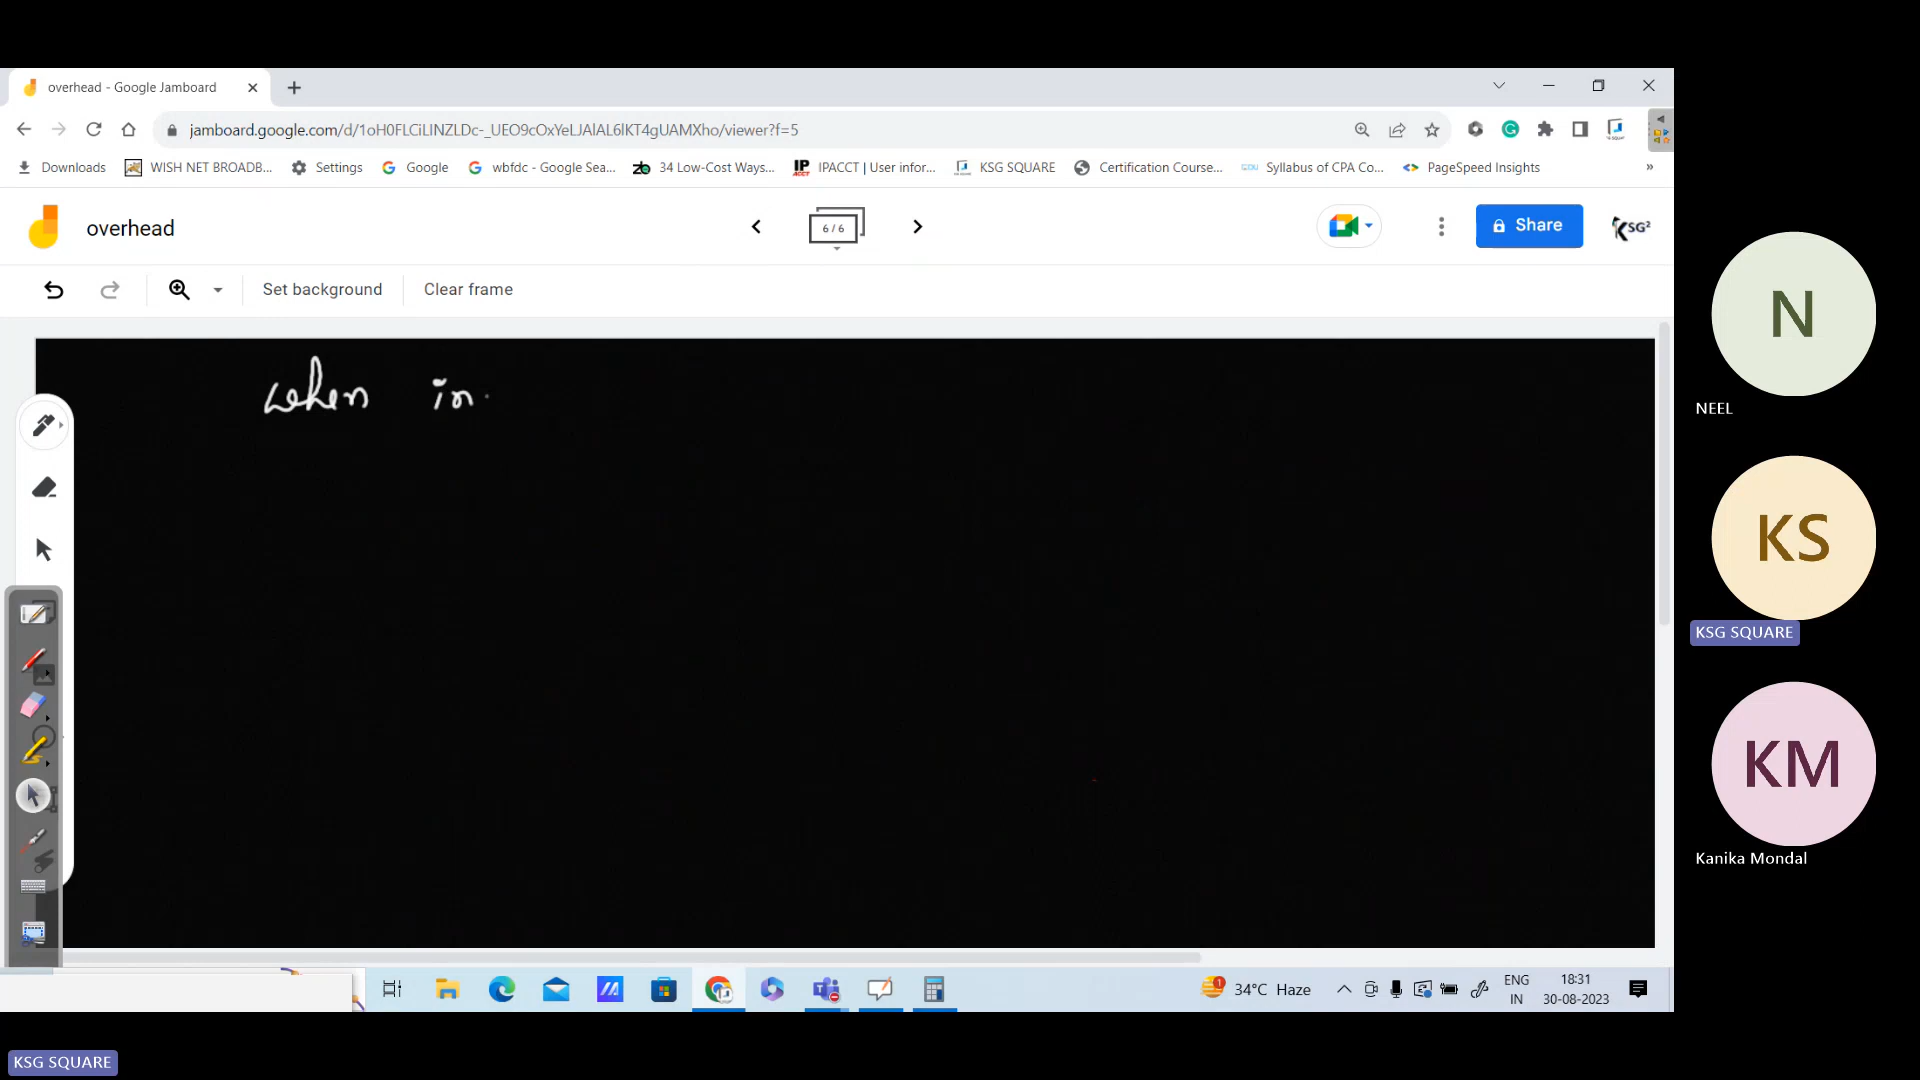 overhead - Google Jamboard
jamboard.google.com/d/1oH0FLCiLINZLDc-_UEO9cOxYeLJAlAL6lKT4gUAMXho/viewer?f=5
Downloads WISH NET BROADB... Settings Google wbfdc - Google Sea... 34 Low-Cost Ways... IPACCT | User infor... KSG SQUARE Certification Course... Syllabus of CPA Co... PageSpeed Insights »
overhead 6 / 6 Share KSG²
Set background Clear frame
when in
N
NEEL
KS
KSG SQUARE
KM
Kanika Mondal
34°C Haze ENG IN 18:31 30-08-2023
KSG SQUARE